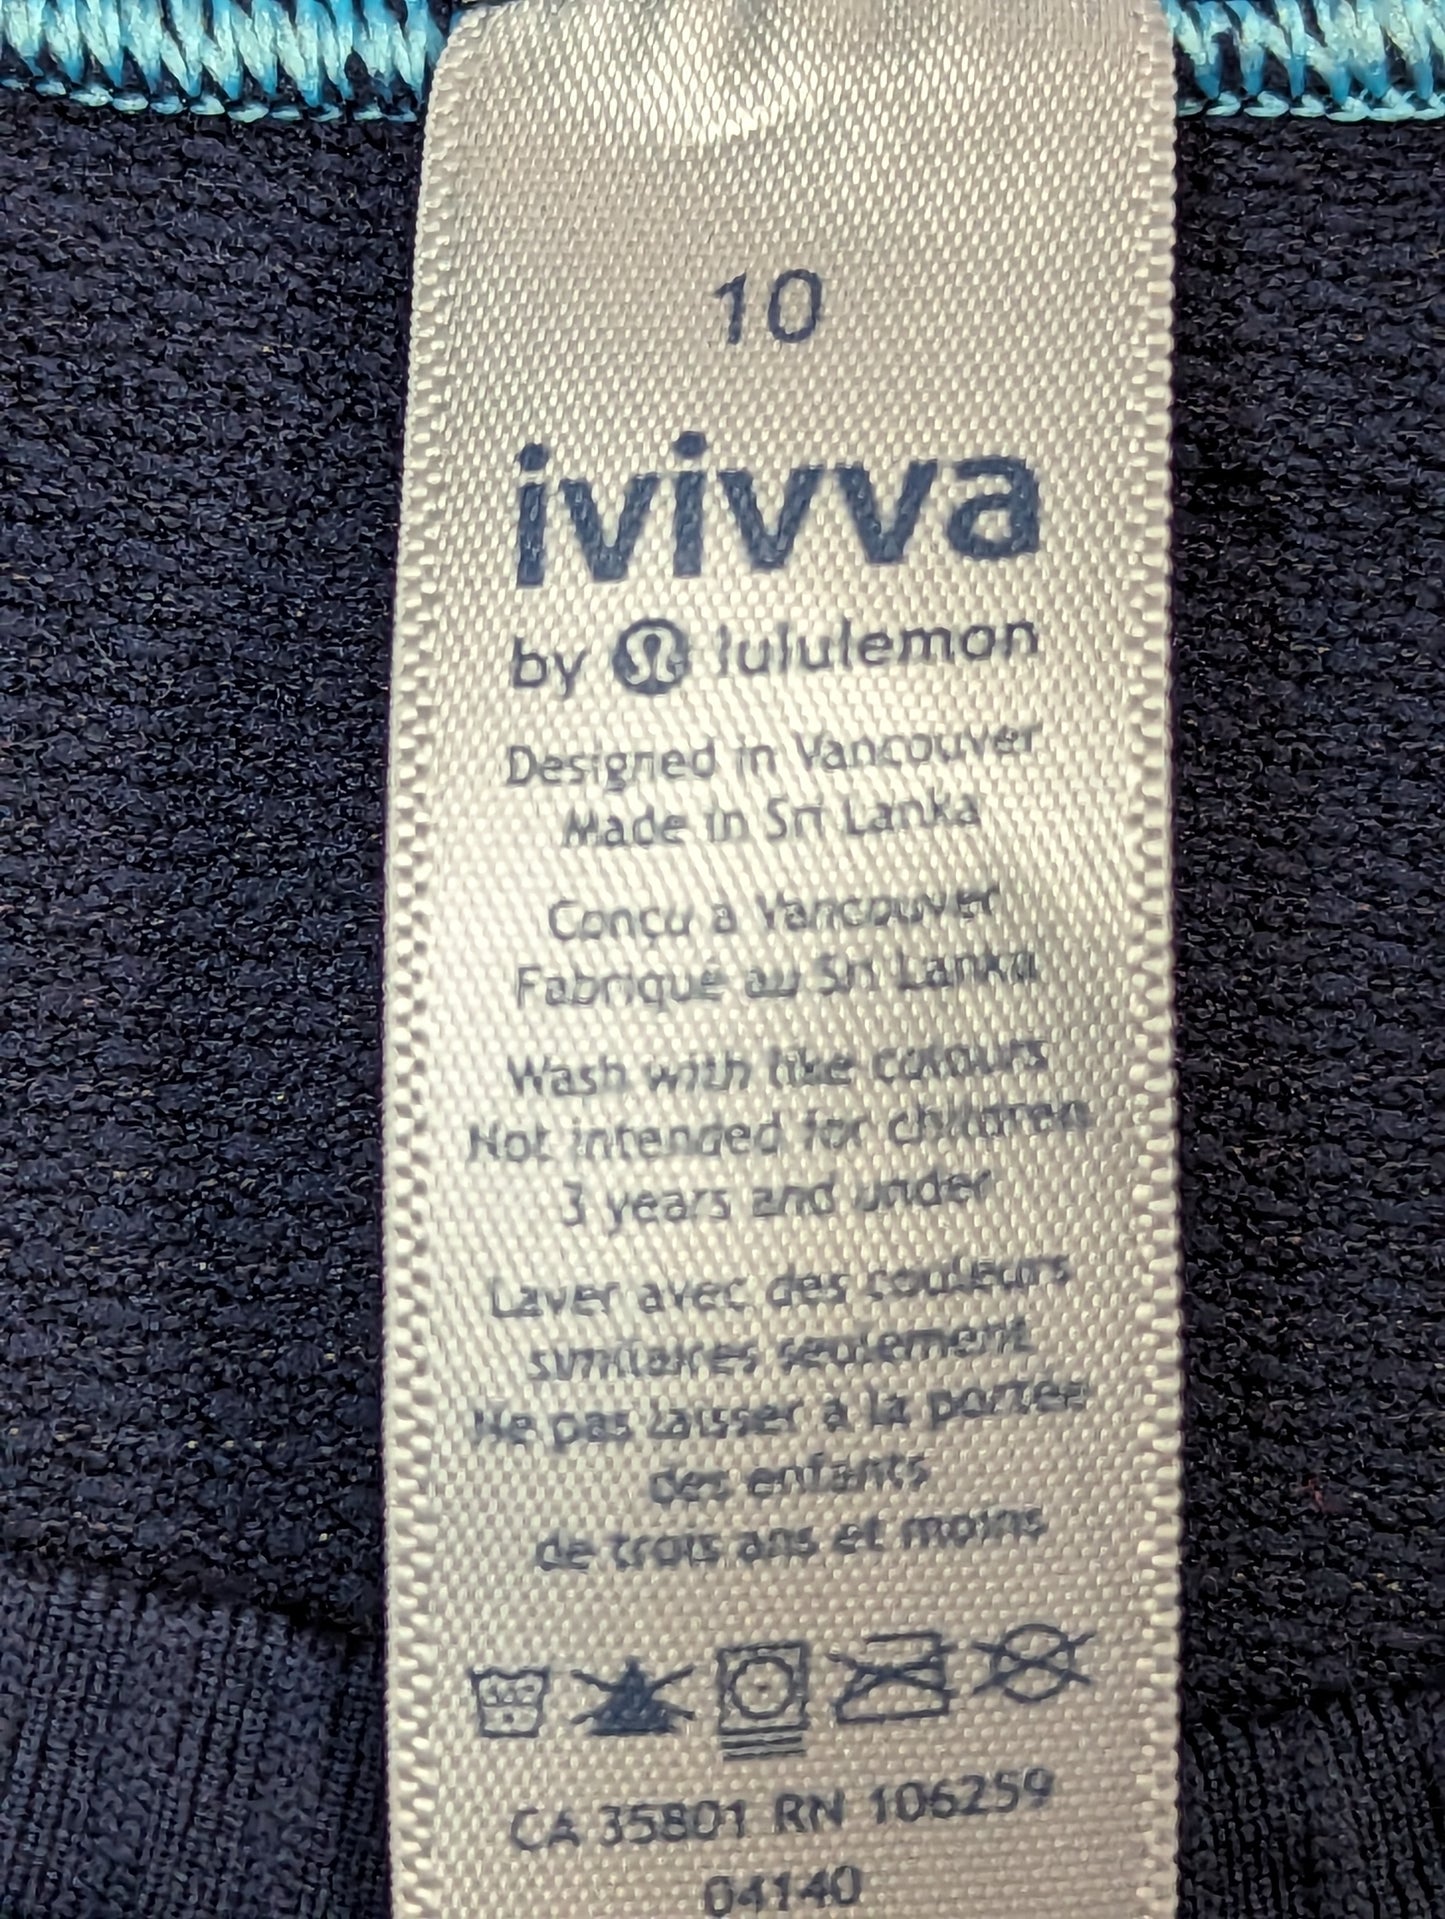 10
ivivva
by lululemon
Designed in Vancouver
Made in Sri Lanka
Conçu à Vancouver
Fabriqué au Sri Lanka
Wash with like colours
Not intended for children
3 years and under
Laver avec des couleurs
similaires seulement
Ne pas laisser à la portée
des enfants
de trois ans et moins
CA 35801 RN 106259
04140